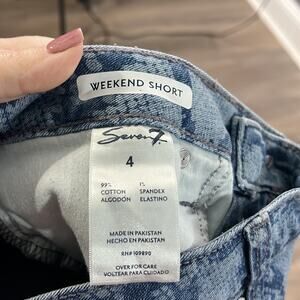 WEEKEND SHORT
Seven7
4
99% 1%
COTTON SPANDEX
ALGODON ELASTINO
MADE IN PAKISTAN
HECHO EN PAKISTAN
RN# 109890
OVER FOR CARE
VOLTEAR PARA CUIDADO